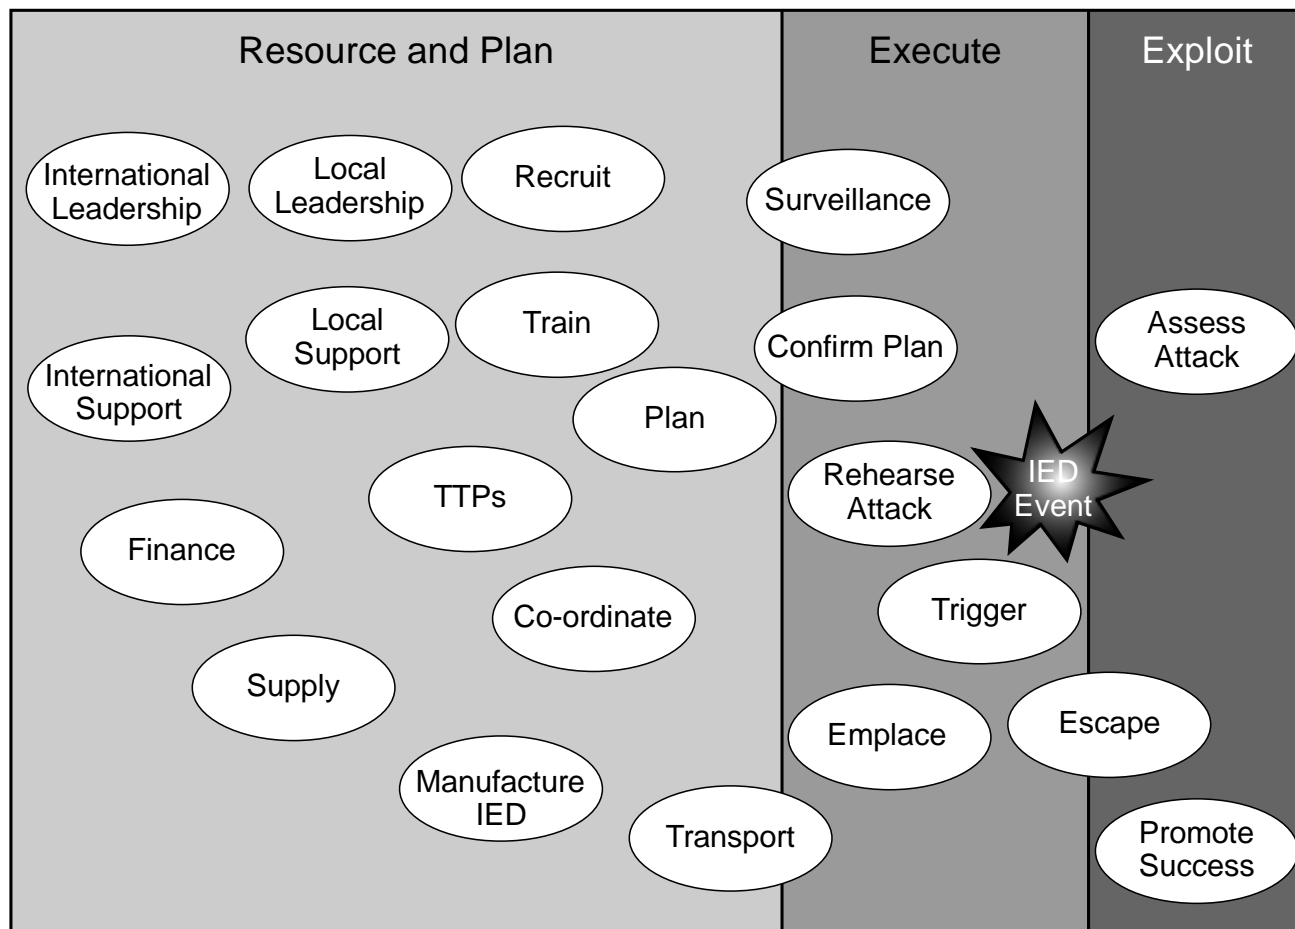 Resource and Plan
Execute
Exploit
International
Leadership
Local
Leadership
Recruit
Surveillance
International
Support
Local
Support
Train
Confirm Plan
Assess
Attack
Plan
TTPs
Rehearse
Attack
IED
Event
Finance
Co-ordinate
Trigger
Supply
Emplace
Escape
Manufacture
IED
Transport
Promote
Success